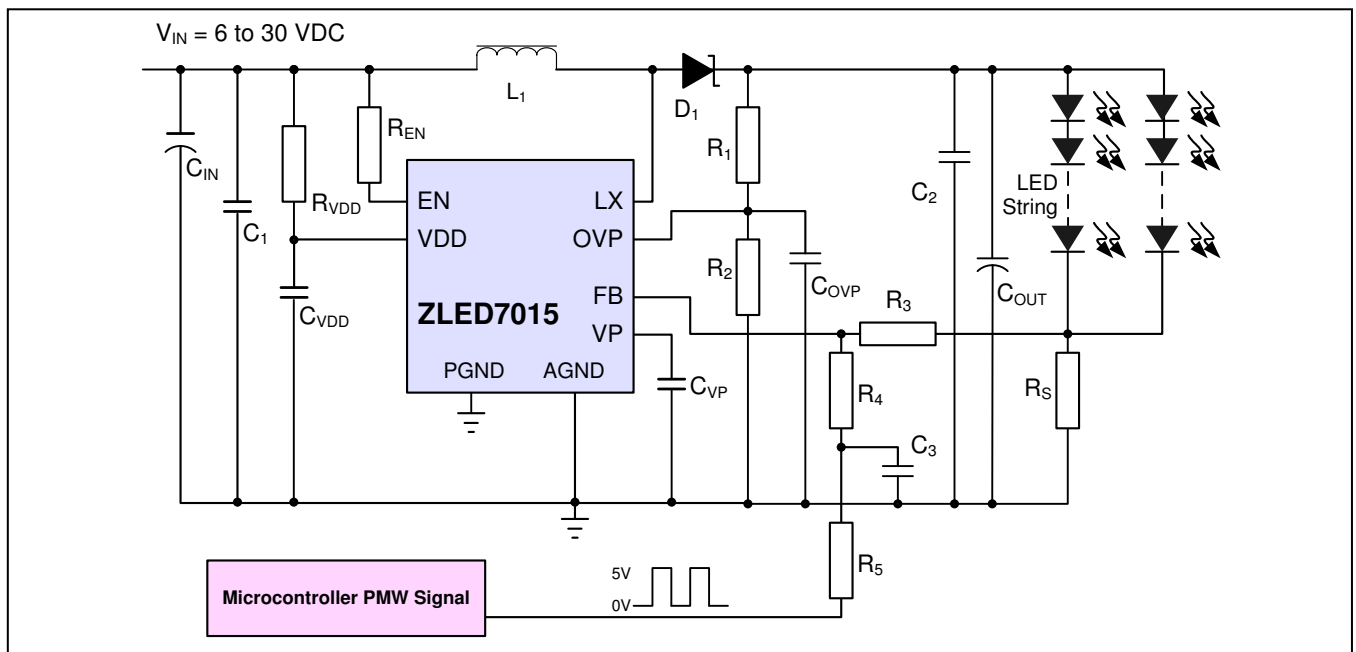 V_IN = 6 to 30 VDC
L₁
D₁
R_EN
R₁
C_IN
R_VDD
C₁
EN
LX
VDD
OVP
C₂
LED
String
R₂
C_OVP
C_OUT
C_VDD
FB
R₃
ZLED7015
VP
PGND
AGND
C_VP
R₄
R_S
C₃
R₅
5V
0V
Microcontroller PMW Signal